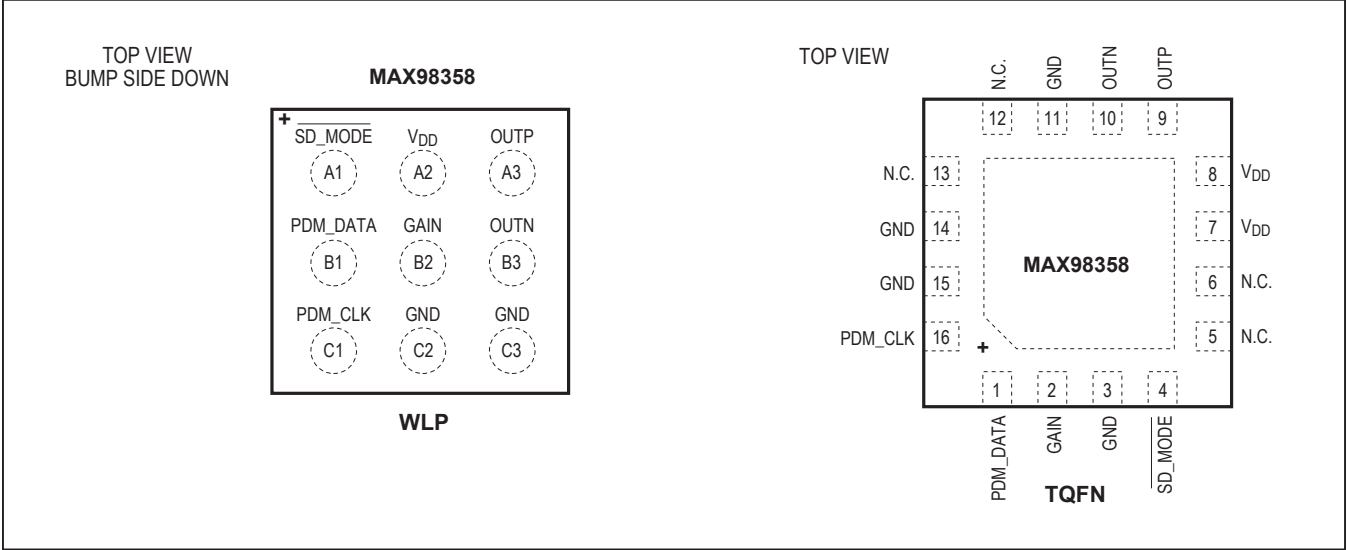 TOP VIEW
BUMP SIDE DOWN
MAX98358
+
SD_MODE VDD OUTP
A1 A2 A3
PDM_DATA GAIN OUTN
B1 B2 B3
PDM_CLK GND GND
C1 C2 C3
WLP
TOP VIEW
N.C. GND OUTN OUTP
12 11 10 9
N.C. 13
GND 14
GND 15
PDM_CLK 16
MAX98358
+
8 VDD
7 VDD
6 N.C.
5 N.C.
1 2 3 4
PDM_DATA GAIN GND SD_MODE
TQFN